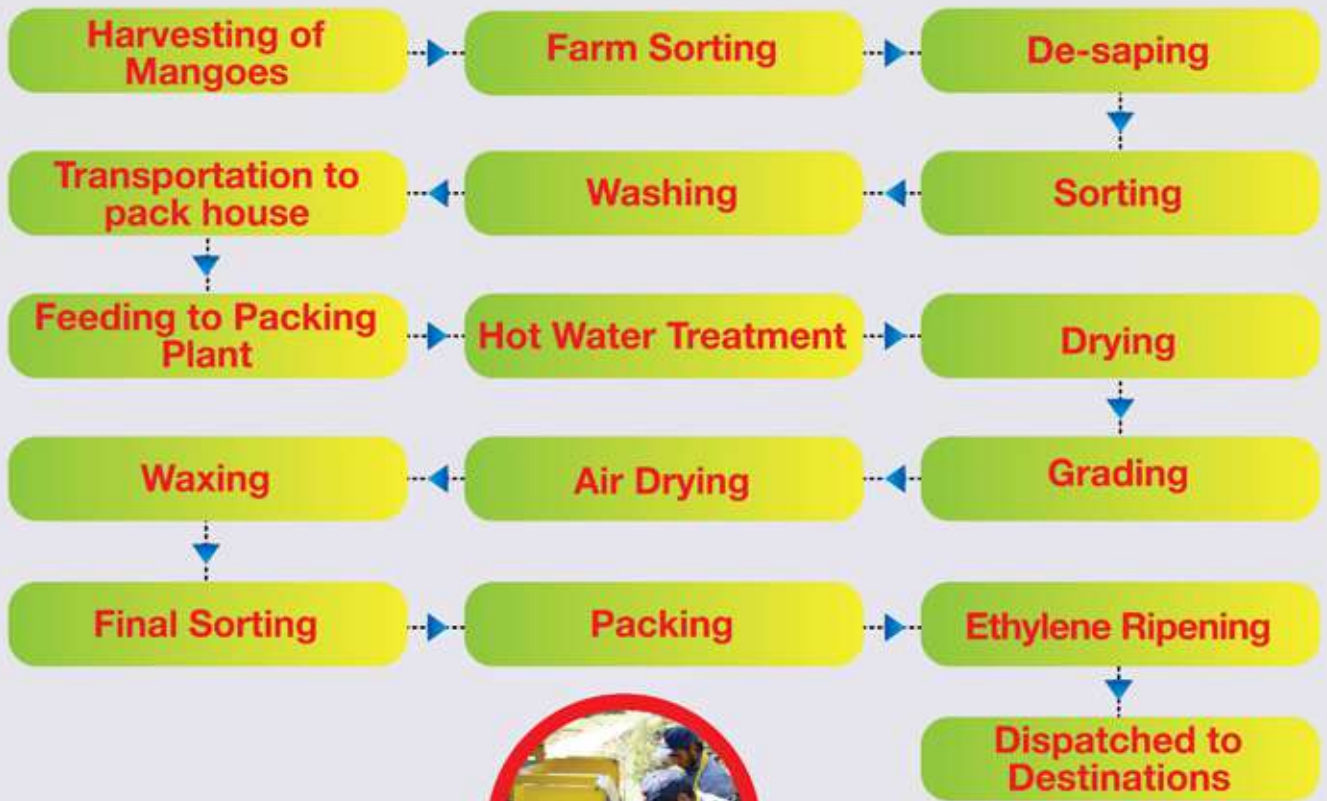 Harvesting of
Mangoes
Farm Sorting
De-saping
Sorting
Washing
Transportation to
pack house
Feeding to Packing
Plant
Hot Water Treatment
Drying
Grading
Air Drying
Waxing
Final Sorting
Packing
Ethylene Ripening
Dispatched to
Destinations